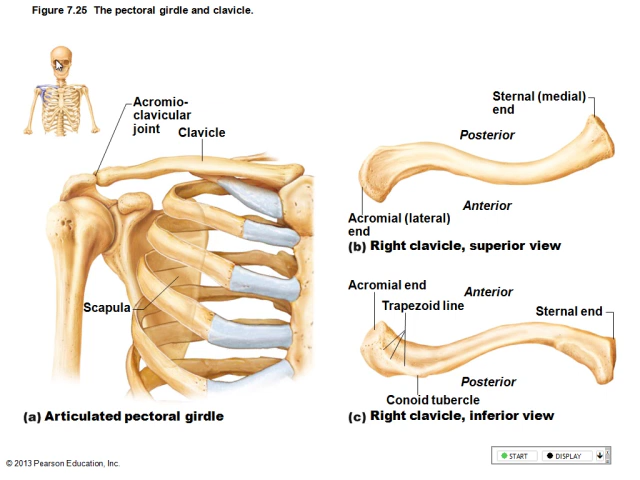 Figure 7.25 The pectoral girdle and clavicle.
Acromio-
clavicular
joint
Clavicle
Scapula
(a) Articulated pectoral girdle
Sternal (medial)
end
Posterior
Anterior
Acromial (lateral)
end
(b) Right clavicle, superior view
Acromial end
Anterior
Trapezoid line
Sternal end
Posterior
Conoid tubercle
(c) Right clavicle, inferior view
© 2013 Pearson Education, Inc.
START DISPLAY